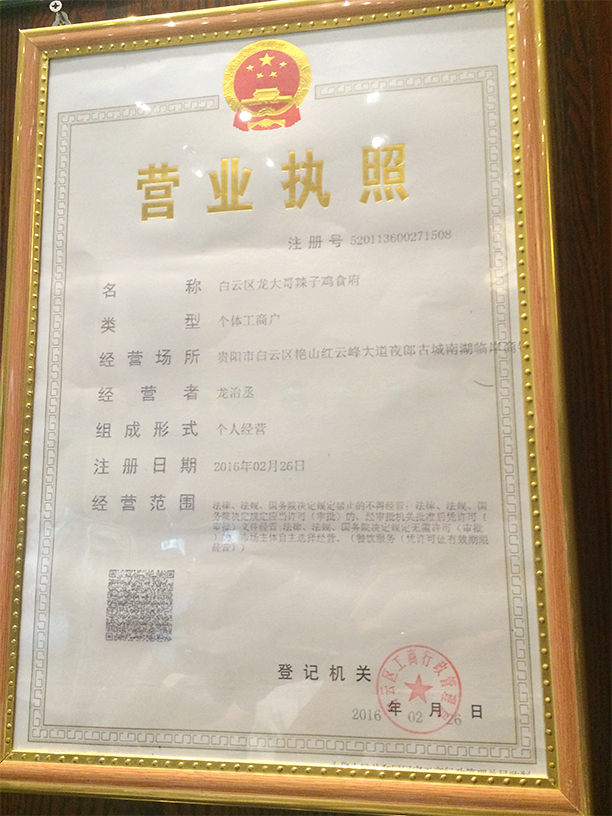 营业执照
注册号 520113600271508
名称 白云区龙大哥辣子鸡食府
类型 个体工商户
经营场所 贵阳市白云区艳山红云峰大道夜郎古城南湖临岸商
经营者 龙治丞
组成形式 个人经营
注册日期 2016年02月26日
经营范围 法律、法规、国务院决定规定禁止的不得经营；法律、法规、国
务院决定规定应当许可（审批）的，经审批机关批准后凭许可（
审批）文件经营；法律、法规、国务院决定规定无需许可（审批
）的，市场主体自主选择经营。（餐饮服务（凭许可证有效期限
经营））
登记机关
云区工商行政管理
2016 年 02 月 26 日